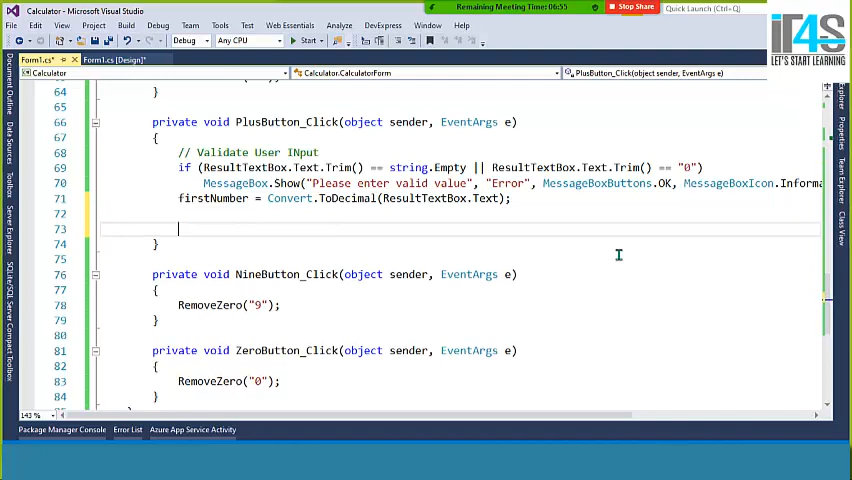 Calculator - Microsoft Visual Studio
Remaining Meeting Time: 06:55
Stop Share
Quick Launch (Ctrl+Q)
File Edit View Project Build Debug Team Tools Test Web Essentials Analyze DevExpress Window Help
Debug Any CPU Start
IT4S
LET'S START LEARNING
Form1.cs* Form1.cs [Design]*
Calculator Calculator.CalculatorForm PlusButton_Click(object sender, EventArgs e)
64 }
65
66 private void PlusButton_Click(object sender, EventArgs e)
67 {
68 // Validate User INput
69 if (ResultTextBox.Text.Trim() == string.Empty || ResultTextBox.Text.Trim() == "0")
70 MessageBox.Show("Please enter valid value", "Error", MessageBoxButtons.OK, MessageBoxIcon.Informa
71 firstNumber = Convert.ToDecimal(ResultTextBox.Text);
72
73
74 }
75
76 private void NineButton_Click(object sender, EventArgs e)
77 {
78 RemoveZero("9");
79 }
80
81 private void ZeroButton_Click(object sender, EventArgs e)
82 {
83 RemoveZero("0");
84 }
143 %
Document Outline
Data Sources
Toolbox
Server Explorer
SQLite/SQL Server Compact Toolbox
Explorer
Team Explorer
Class View
Package Manager Console Error List Azure App Service Activity